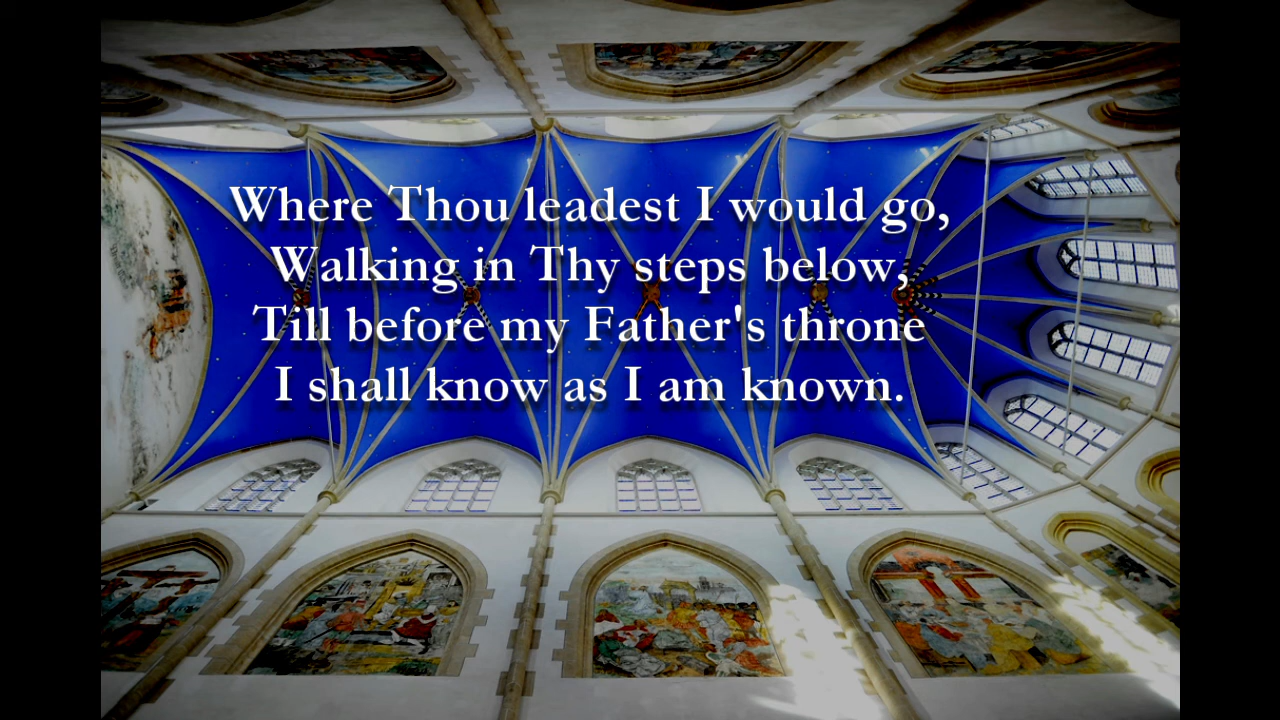 Where Thou leadest I would go,
Walking in Thy steps below,
Till before my Father's throne
I shall know as I am known.